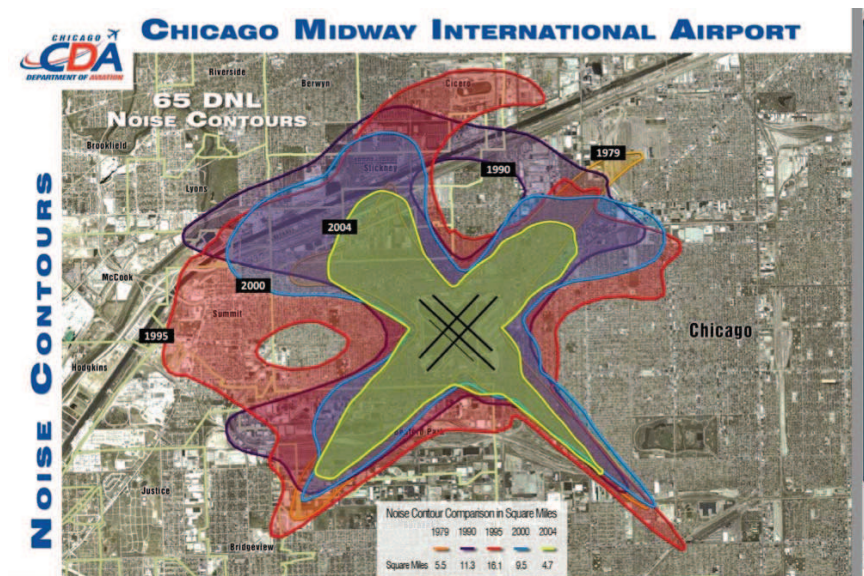 CHICAGO
CDA
DEPARTMENT OF AVIATION
CHICAGO MIDWAY INTERNATIONAL AIRPORT
NOISE CONTOURS
65 DNL
NOISE CONTOURS
Riverside
Berwyn
Cicero
Brookfield
Stickney
1990
1979
Lyons
2004
McCook
2000
Summit
1995
Chicago
Hodgkins
Justice
Bridgeview
Noise Contour Comparison in Square Miles
1979 1990 1995 2000 2004
Square Miles 5.5 11.3 16.1 9.5 4.7